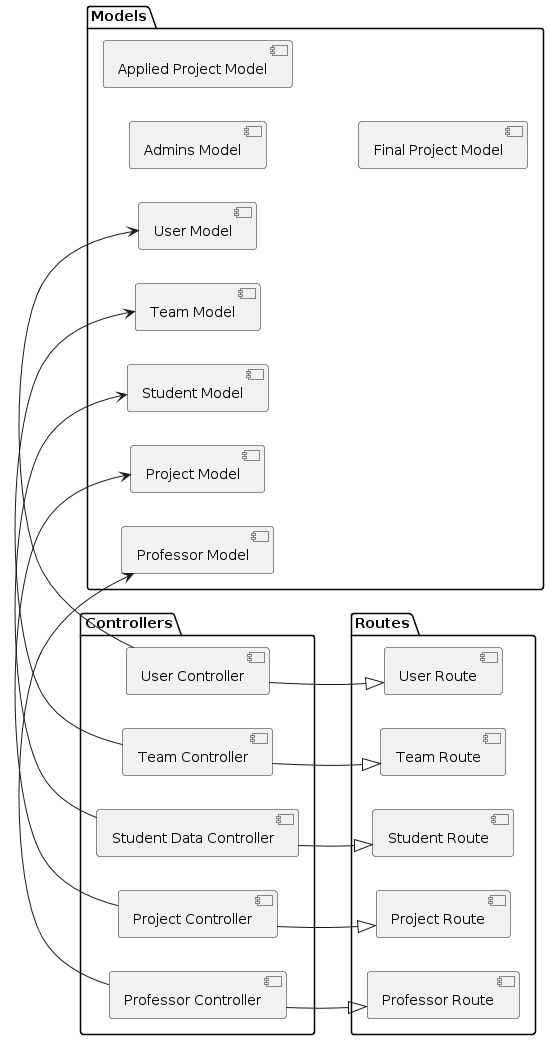 Models
Applied Project Model
Admins Model
Final Project Model
User Model
Team Model
Student Model
Project Model
Professor Model
Controllers
Routes
User Controller
User Route
Team Controller
Team Route
Student Data Controller
Student Route
Project Controller
Project Route
Professor Controller
Professor Route